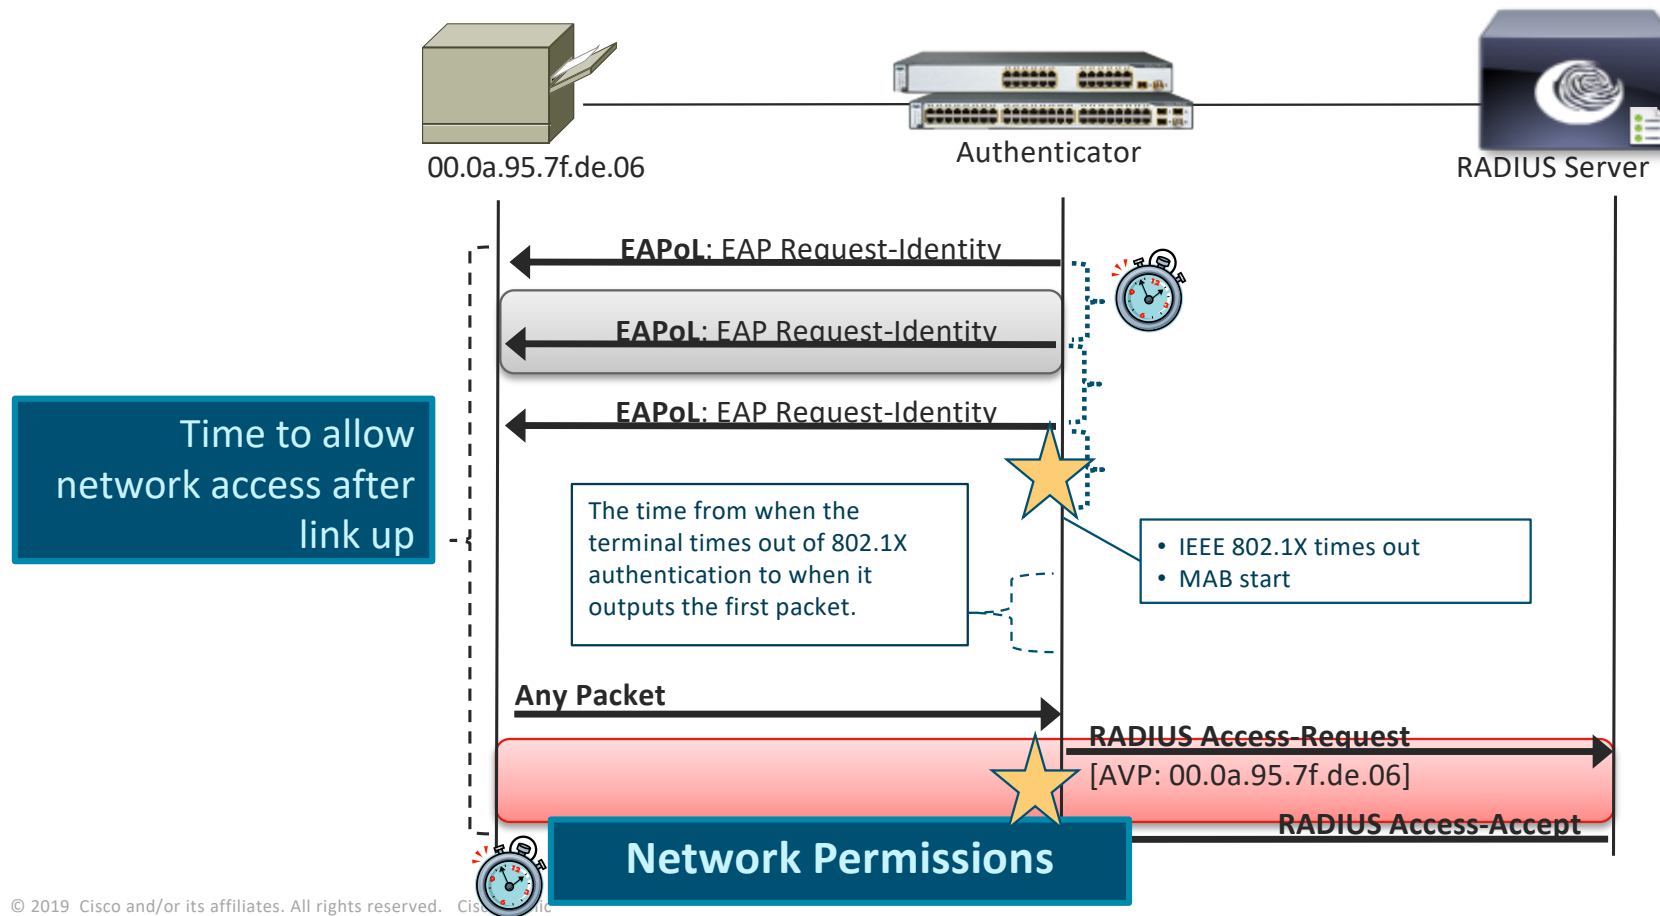 00.0a.95.7f.de.06
Authenticator
RADIUS Server
EAPoL: EAP Request-Identity
EAPoL: EAP Request-Identity
EAPoL: EAP Request-Identity
Time to allow
network access after
link up
The time from when the
terminal times out of 802.1X
authentication to when it
outputs the first packet.
• IEEE 802.1X times out
• MAB start
Any Packet
RADIUS Access-Request
[AVP: 00.0a.95.7f.de.06]
RADIUS Access-Accept
Network Permissions
© 2019 Cisco and/or its affiliates. All rights reserved.